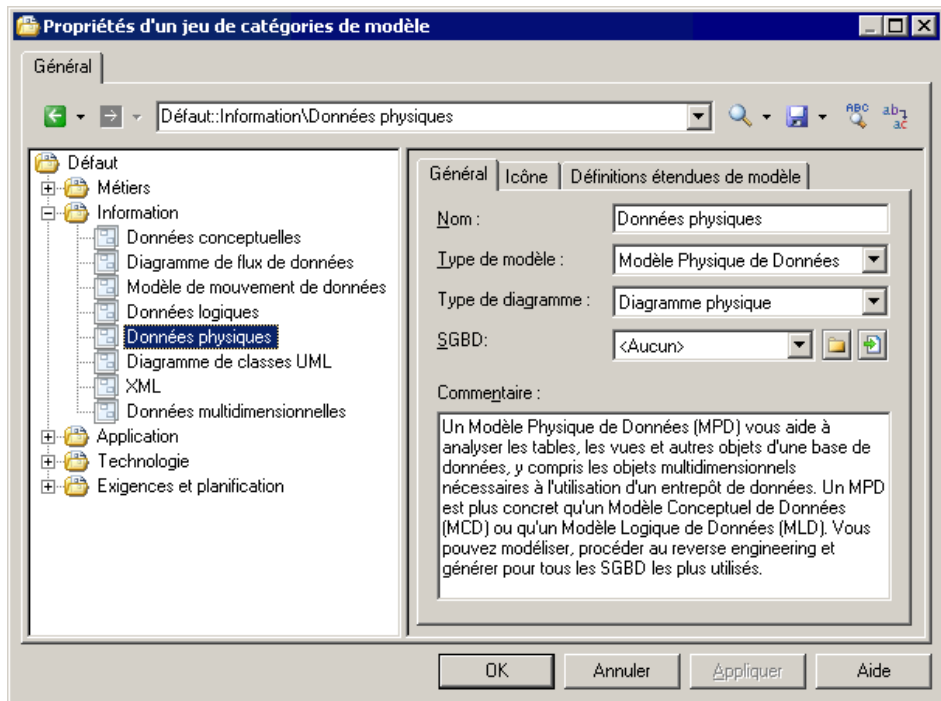 Propriétés d'un jeu de catégories de modèle
Général
Défaut::Information\Données physiques
ABC
ab
ac
Défaut
Métiers
Information
Données conceptuelles
Diagramme de flux de données
Modèle de mouvement de données
Données logiques
Données physiques
Diagramme de classes UML
XML
Données multidimensionnelles
Application
Technologie
Exigences et planification
Général
Icône
Définitions étendues de modèle
Nom :
Données physiques
Type de modèle :
Modèle Physique de Données
Type de diagramme :
Diagramme physique
SGBD:
<Aucun>
Commentaire :
Un Modèle Physique de Données (MPD) vous aide à
analyser les tables, les vues et autres objets d'une base de
données, y compris les objets multidimensionnels
nécessaires à l'utilisation d'un entrepôt de données. Un MPD
est plus concret qu'un Modèle Conceptuel de Données
(MCD) ou qu'un Modèle Logique de Données (MLD). Vous
pouvez modéliser, procéder au reverse engineering et
générer pour tous les SGBD les plus utilisés.
OK
Annuler
Appliquer
Aide